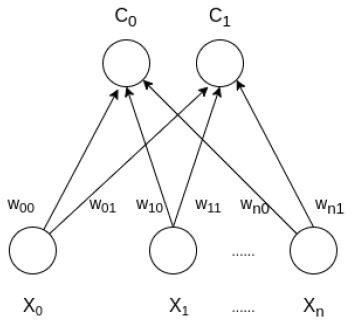 C0 C1
w00 w01 w10 w11 wn0 wn1
......
X0 X1 ...... Xn